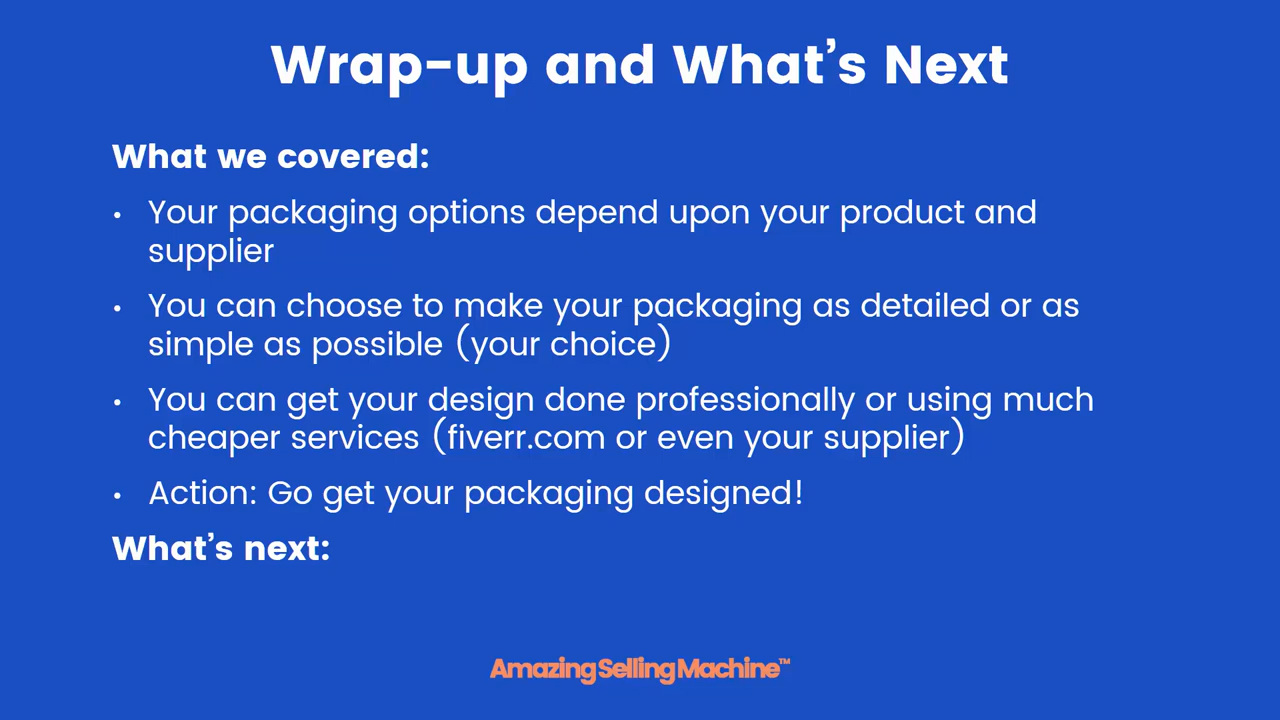 Wrap-up and What’s Next
What we covered:
• Your packaging options depend upon your product and
supplier
• You can choose to make your packaging as detailed or as
simple as possible (your choice)
• You can get your design done professionally or using much
cheaper services (fiverr.com or even your supplier)
• Action: Go get your packaging designed!
What’s next:
Amazing Selling Machine™